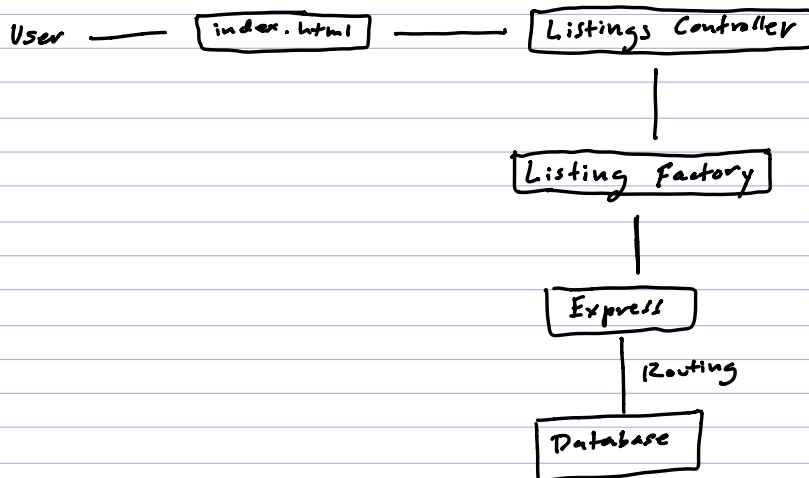 User
index.html
Listings Controller
Listing Factory
Express
Routing
Database